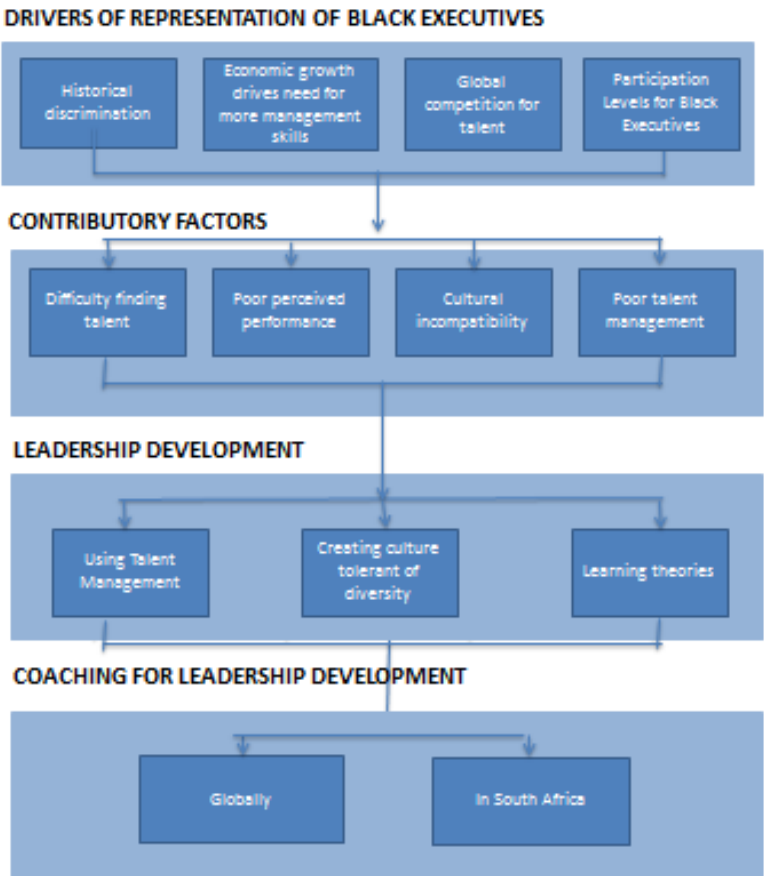 DRIVERS OF REPRESENTATION OF BLACK EXECUTIVES
Historical
discrimination
Economic growth
drives need for
more management
skills
Global
competition for
talent
Participation
Levels for Black
Executives
CONTRIBUTORY FACTORS
Difficulty finding
talent
Poor perceived
performance
Cultural
incompatibility
Poor talent
management
LEADERSHIP DEVELOPMENT
Using Talent
Management
Creating culture
tolerant of
diversity
Learning theories
COACHING FOR LEADERSHIP DEVELOPMENT
Globally
In South Africa